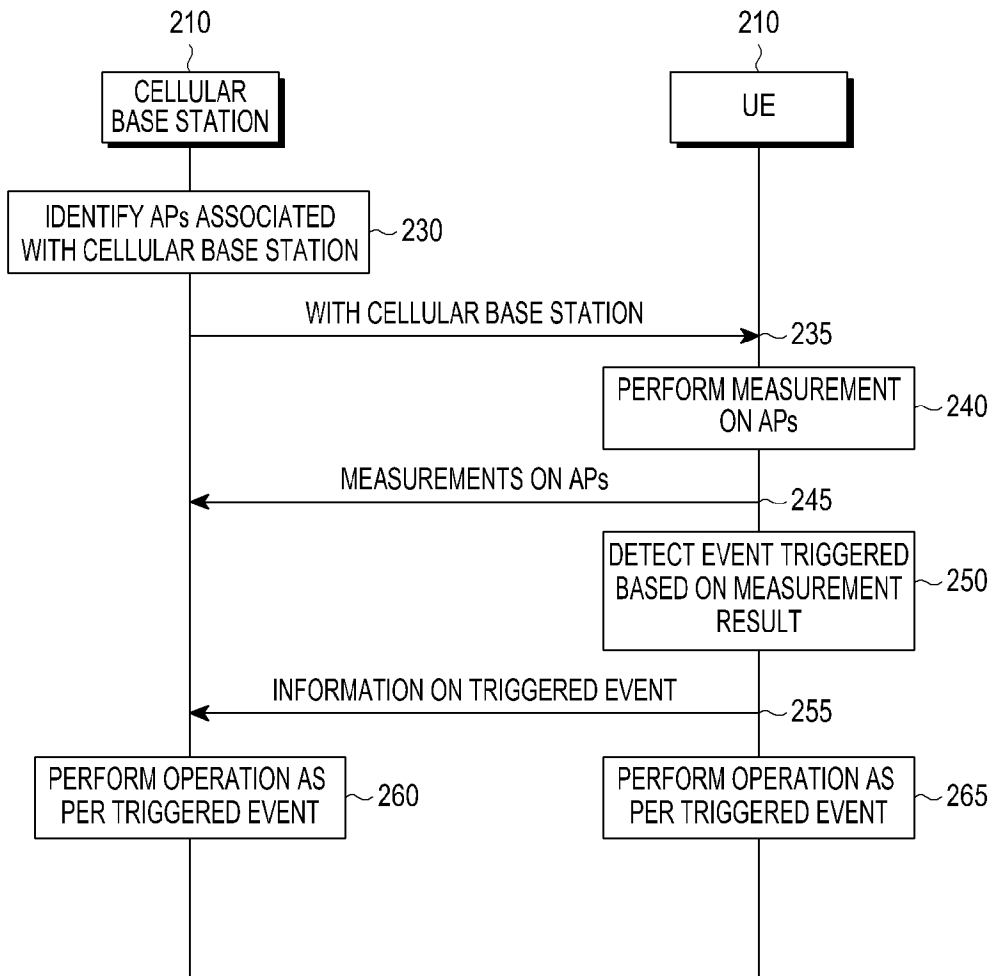 210
210
CELLULAR
BASE STATION
UE
IDENTIFY APs ASSOCIATED
WITH CELLULAR BASE STATION
230
WITH CELLULAR BASE STATION
235
PERFORM MEASUREMENT
ON APs
240
MEASUREMENTS ON APs
245
DETECT EVENT TRIGGERED
BASED ON MEASUREMENT
RESULT
250
INFORMATION ON TRIGGERED EVENT
255
PERFORM OPERATION AS
PER TRIGGERED EVENT
260
PERFORM OPERATION AS
PER TRIGGERED EVENT
265